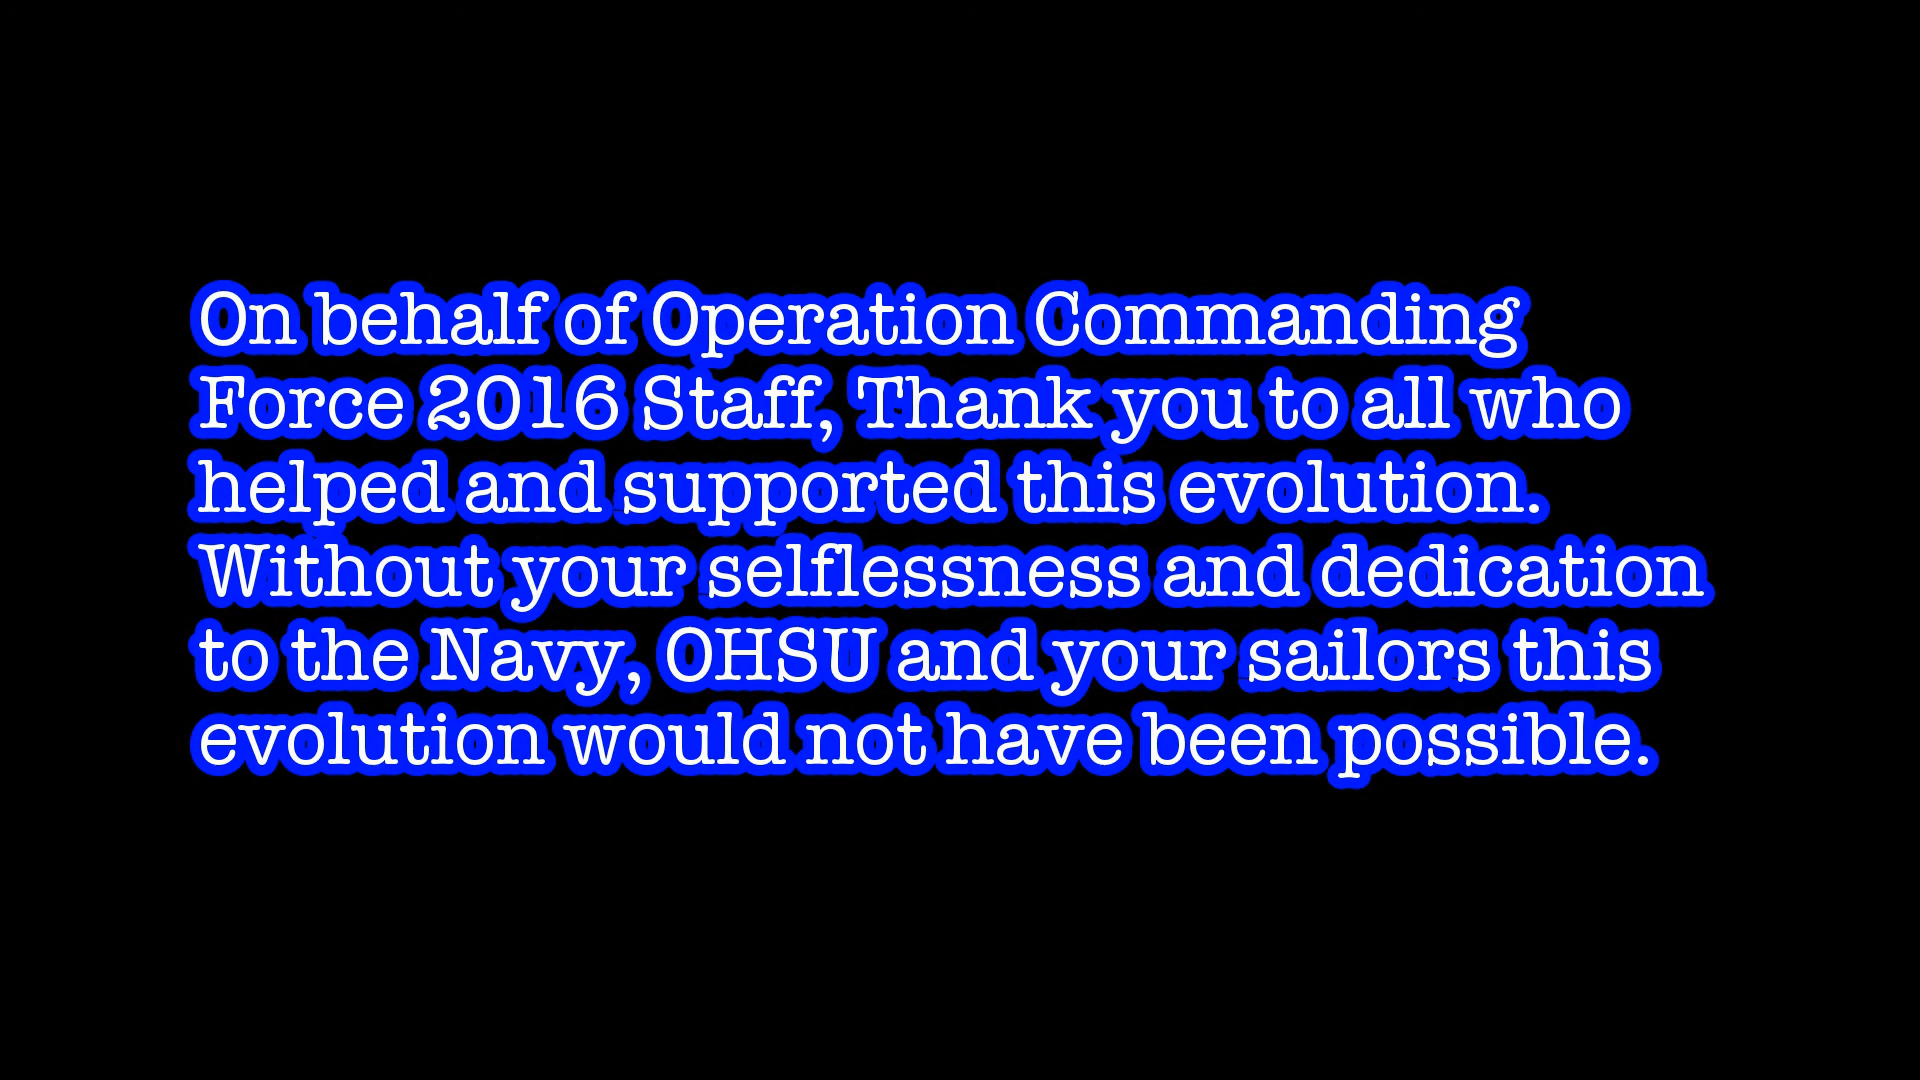 On behalf of Operation Commanding
Force 2016 Staff, Thank you to all who
helped and supported this evolution.
Without your selflessness and dedication
to the Navy, OHSU and your sailors this
evolution would not have been possible.